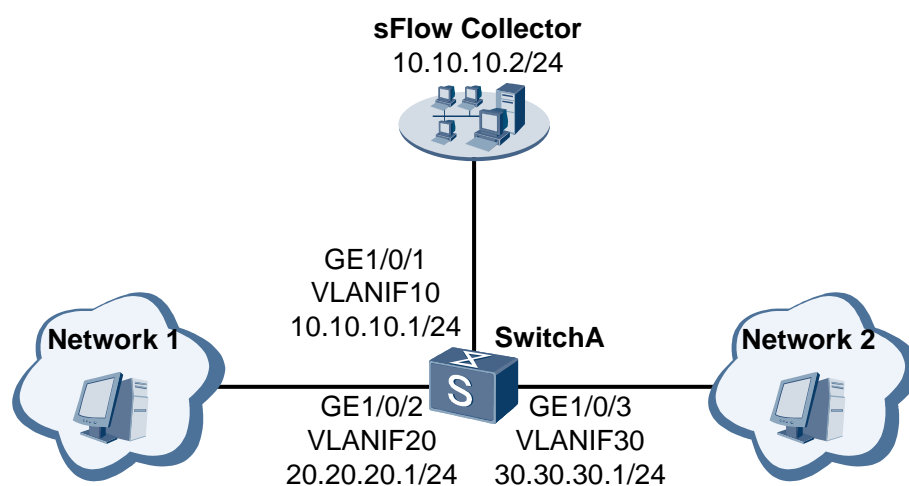 sFlow Collector
10.10.10.2/24
GE1/0/1
VLANIF10
10.10.10.1/24
Network 1
SwitchA
Network 2
S
GE1/0/2
VLANIF20
20.20.20.1/24
GE1/0/3
VLANIF30
30.30.30.1/24